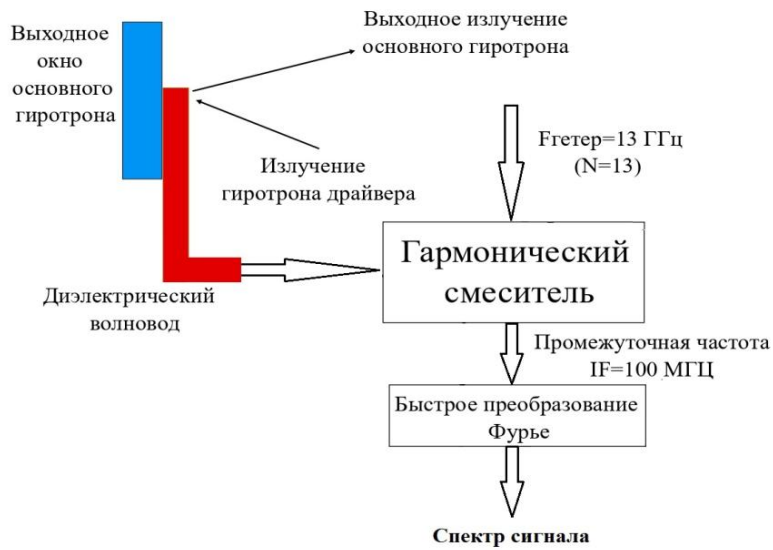 Выходное
окно
основного
гиротрона
Выходное излучение
основного гиротрона
Излучение
гиротрона драйвера
Fгетер=13 ГГц
(N=13)
Гармонический
смеситель
Диэлектрический
волновод
Промежуточная частота
IF=100 МГЦ
Быстрое преобразование
Фурье
Спектр сигнала